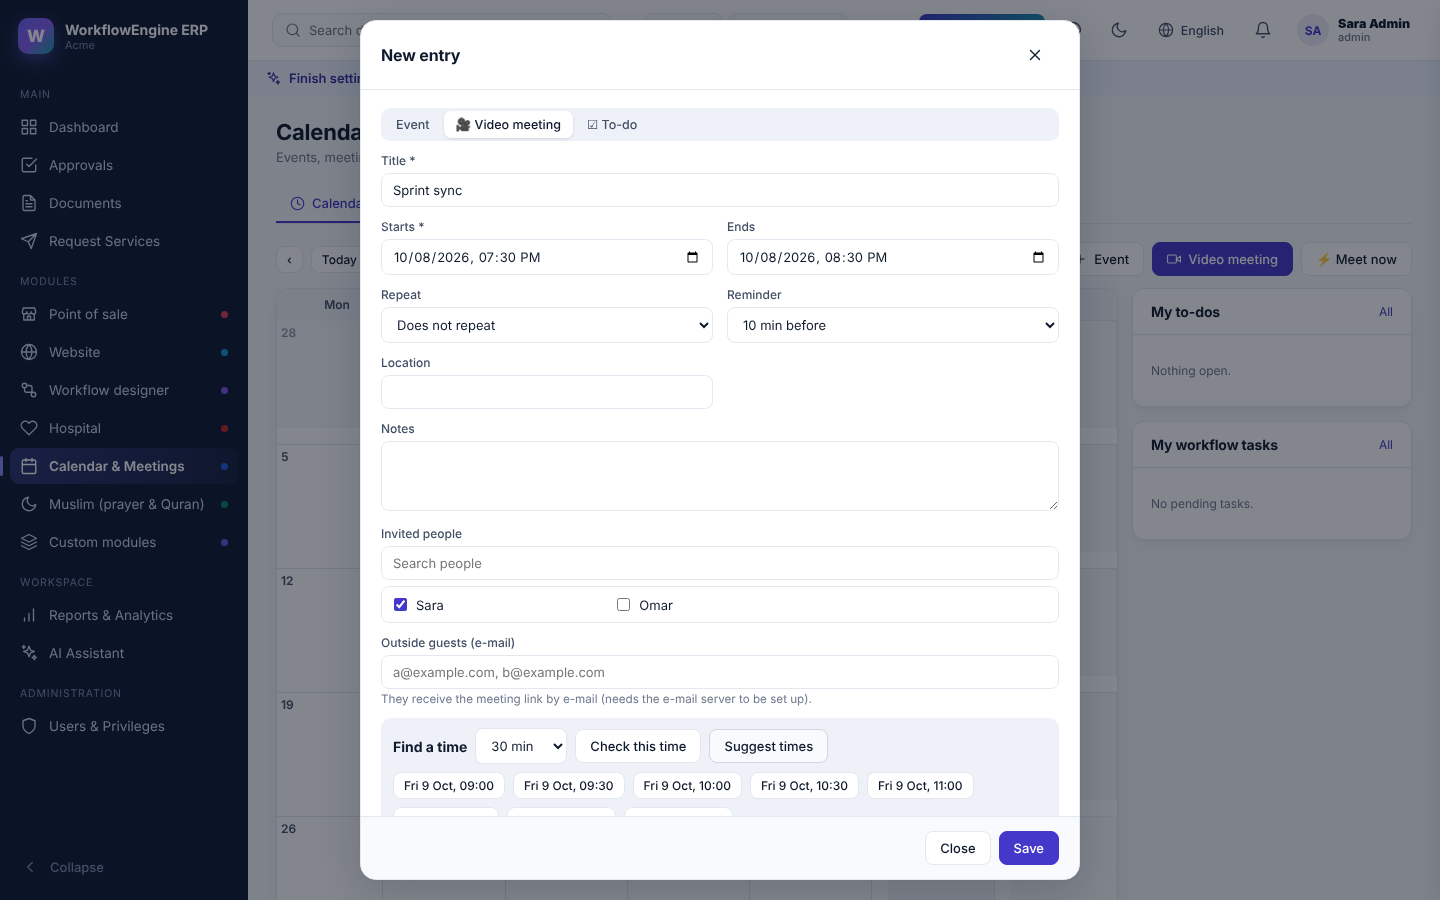 W
WorkflowEngine ERP
Acme
MAIN
Dashboard
Approvals
Documents
Request Services
MODULES
Point of sale
Website
Workflow designer
Hospital
Calendar & Meetings
Muslim (prayer & Quran)
Custom modules
WORKSPACE
Reports & Analytics
AI Assistant
ADMINISTRATION
Users & Privileges
Collapse
Search
English
SA
Sara Admin
admin
Finish
Events,
‹ Today
Event
Video meeting
⚡ Meet now
Mon
28
5
12
19
26
My to-dos All
Nothing open.
My workflow tasks All
No pending tasks.
New entry
Event
🎥 Video meeting
☑ To-do
Title *
Sprint sync
Starts * Ends
10/08/2026, 07:30 PM 10/08/2026, 08:30 PM
Repeat Reminder
Does not repeat 10 min before
Location
Notes
Invited people
Search people
Sara Omar
Outside guests (e-mail)
a@example.com, b@example.com
They receive the meeting link by e-mail (needs the e-mail server to be set up).
Find a time 30 min Check this time Suggest times
Fri 9 Oct, 09:00 Fri 9 Oct, 09:30 Fri 9 Oct, 10:00 Fri 9 Oct, 10:30 Fri 9 Oct, 11:00
Close Save